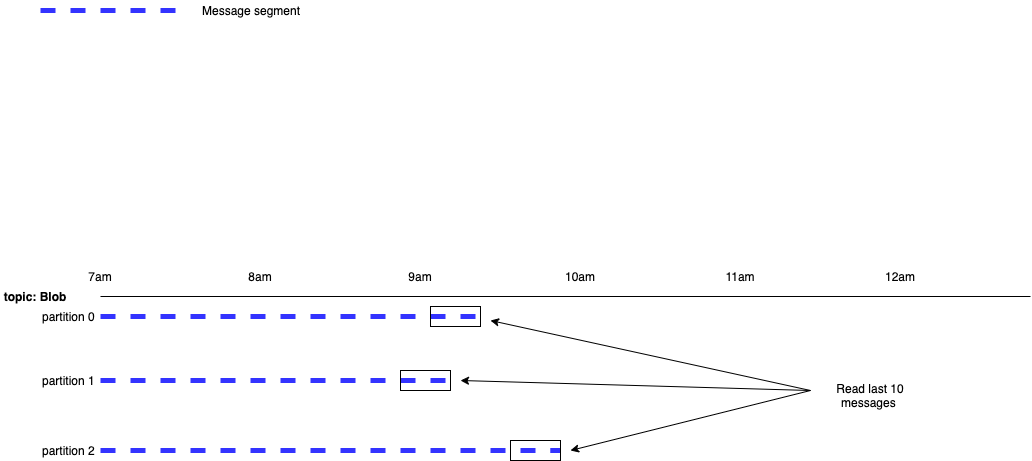 Message segment
7am 8am 9am 10am 11am 12am
topic: Blob
partition 0
partition 1
Read last 10
messages
partition 2